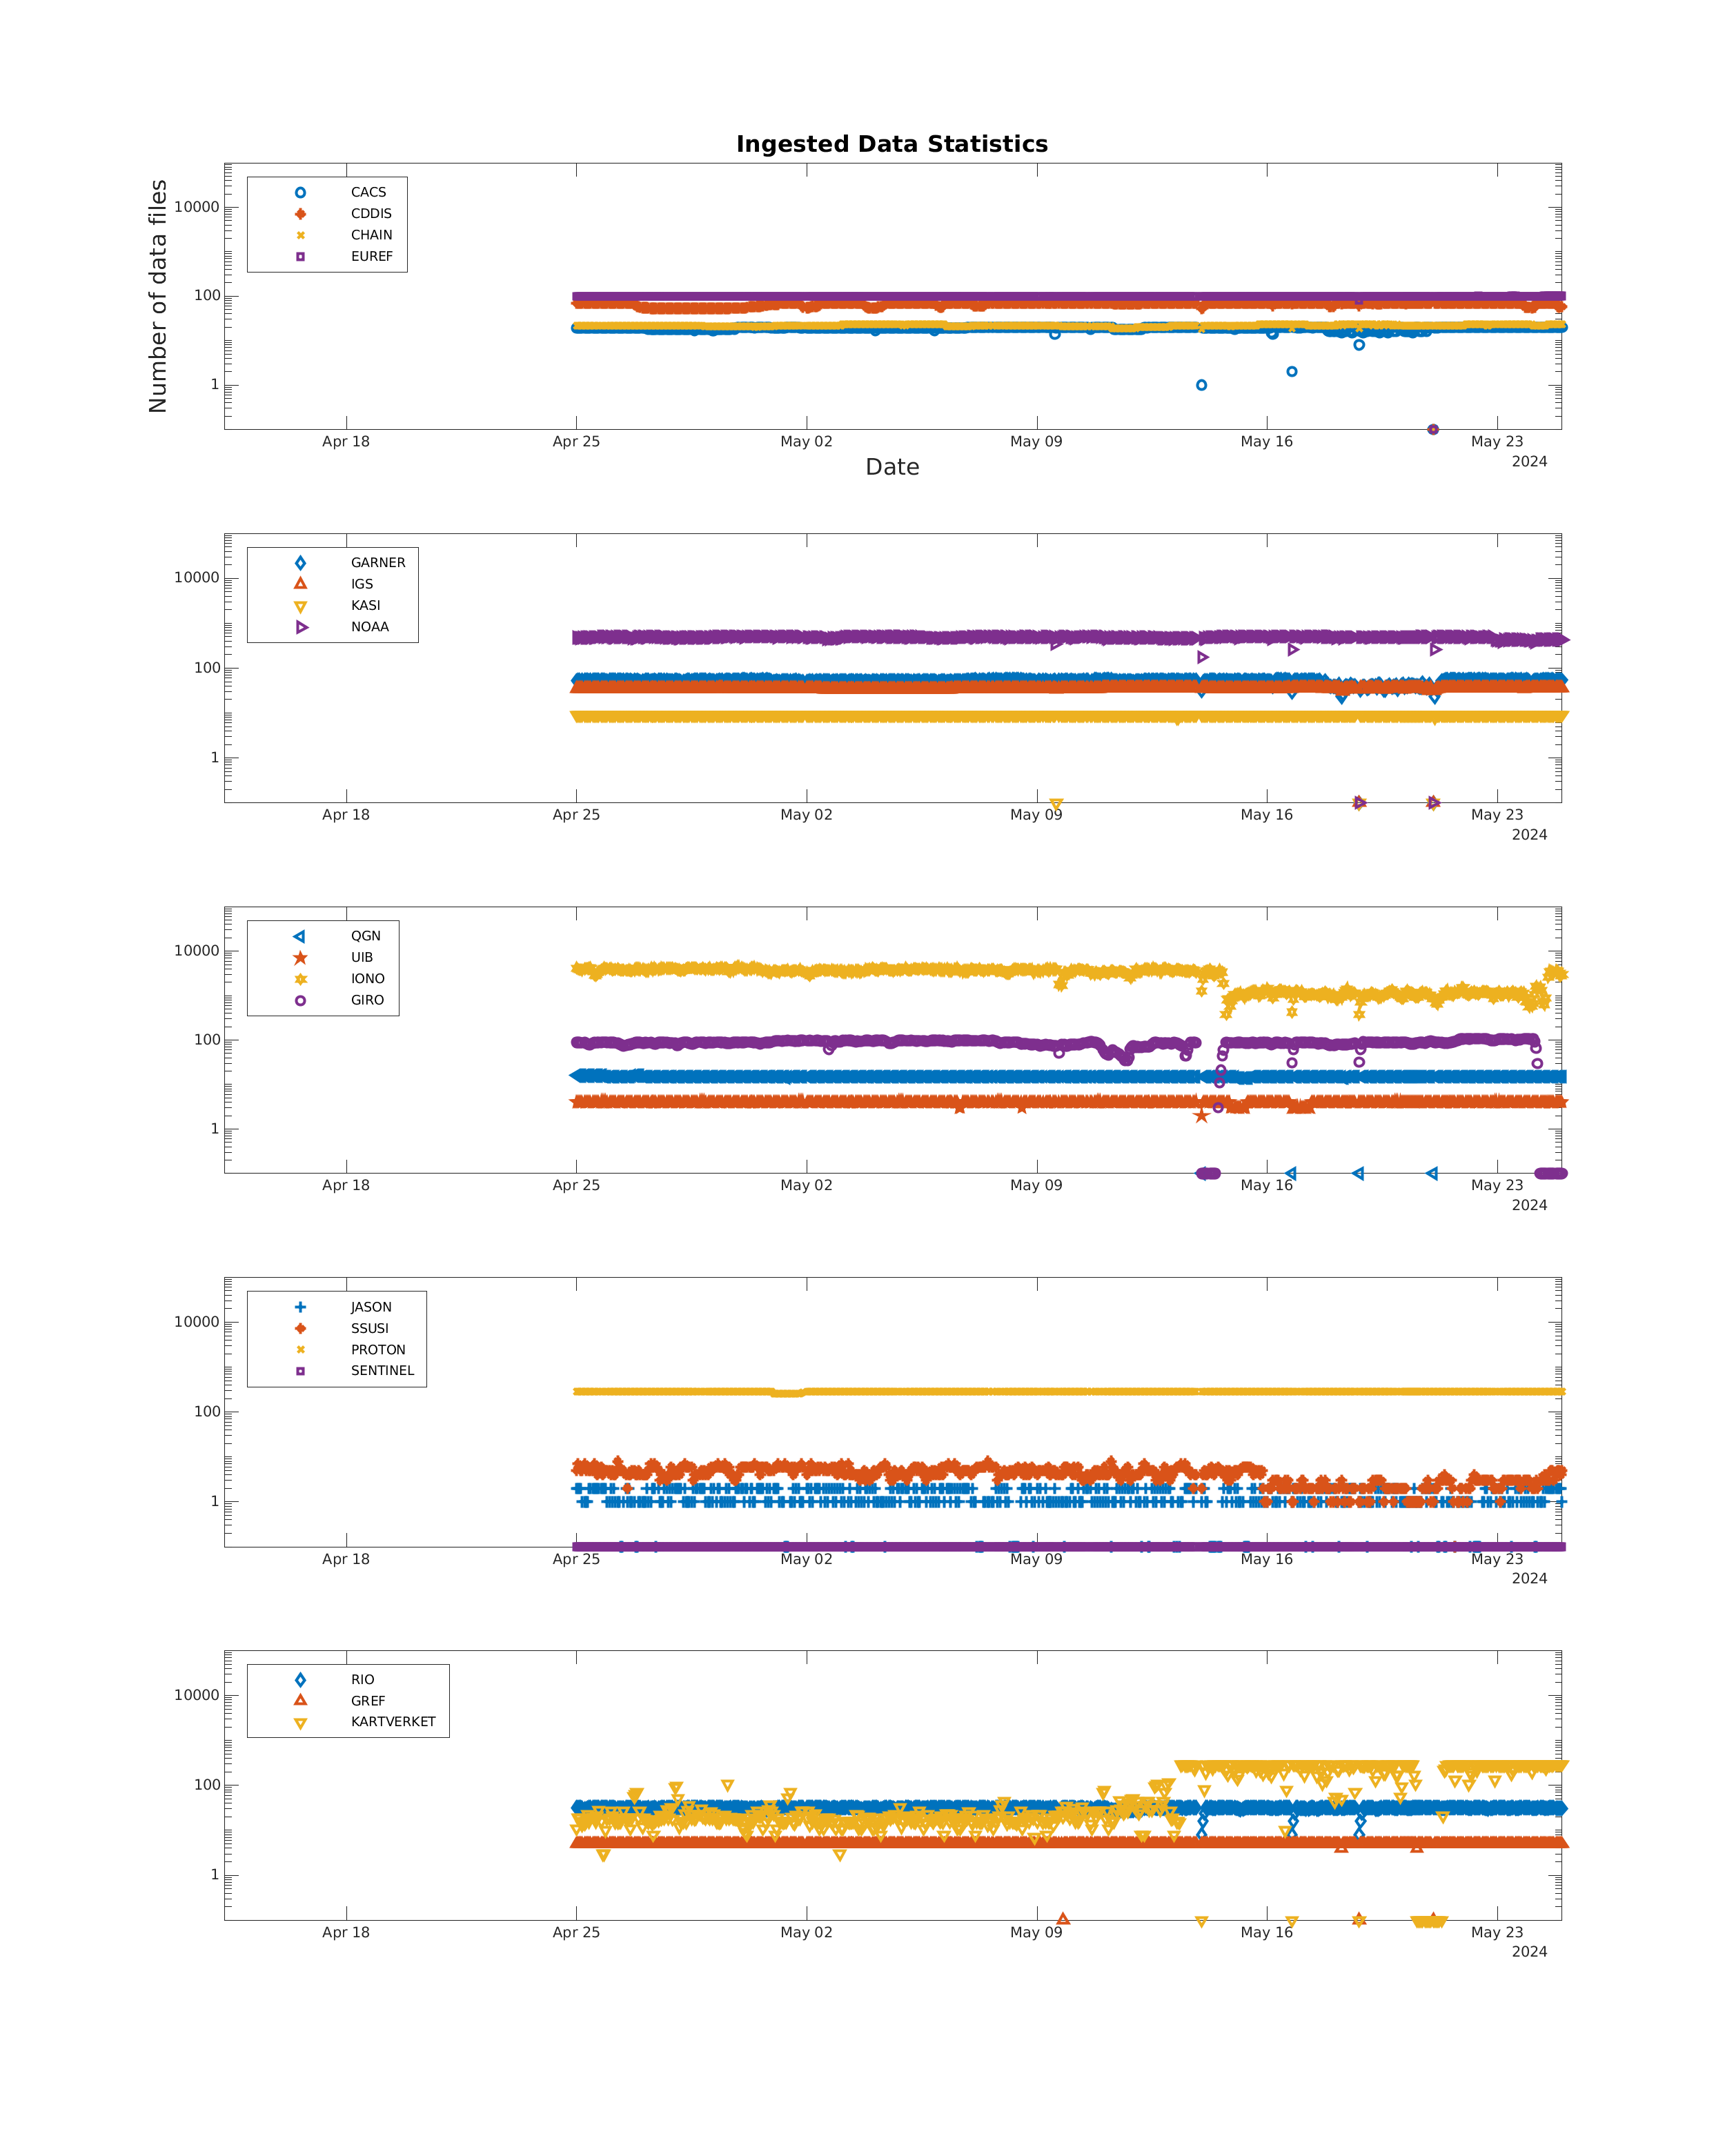 Ingested Data Statistics
Number of data files
CACS
CDDIS
CHAIN
EUREF
10000
100
1
Apr 18 Apr 25 May 02 May 09 May 16 May 23
2024
Date
GARNER
IGS
KASI
NOAA
10000
100
1
Apr 18 Apr 25 May 02 May 09 May 16 May 23
2024
QGN
UIB
IONO
GIRO
10000
100
1
Apr 18 Apr 25 May 02 May 09 May 16 May 23
2024
JASON
SSUSI
PROTON
SENTINEL
10000
100
1
Apr 18 Apr 25 May 02 May 09 May 16 May 23
2024
RIO
GREF
KARTVERKET
10000
100
1
Apr 18 Apr 25 May 02 May 09 May 16 May 23
2024